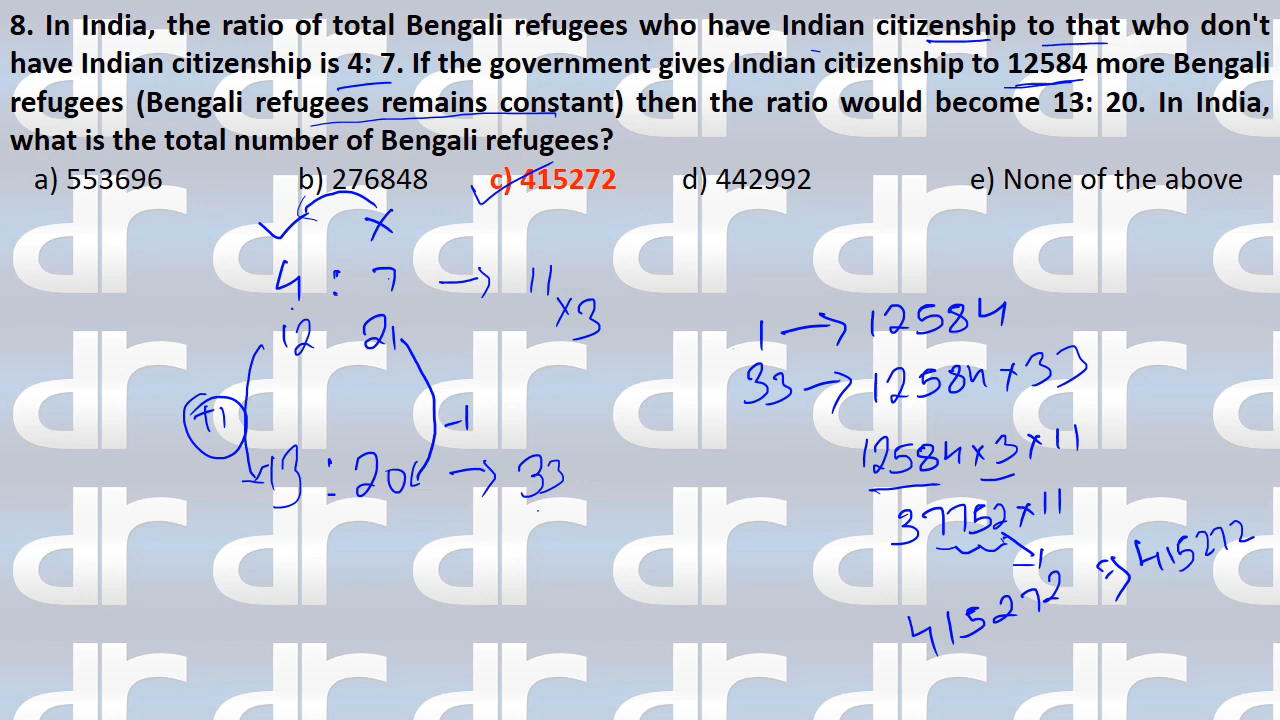 8. In India, the ratio of total Bengali refugees who have Indian citizenship to that who don't
have Indian citizenship is 4: 7. If the government gives Indian citizenship to 12584 more Bengali
refugees (Bengali refugees remains constant) then the ratio would become 13: 20. In India,
what is the total number of Bengali refugees?
a) 553696 b) 276848 c) 415272 d) 442992 e) None of the above
✓ ×
4 : 7 → 11
×3
12 21
+1 -1
13 : 20 → 33
1 → 12584
33 → 12584 × 33
12584 × 3 × 11
37752 × 11
1
415272 ⇒ 415272
dr